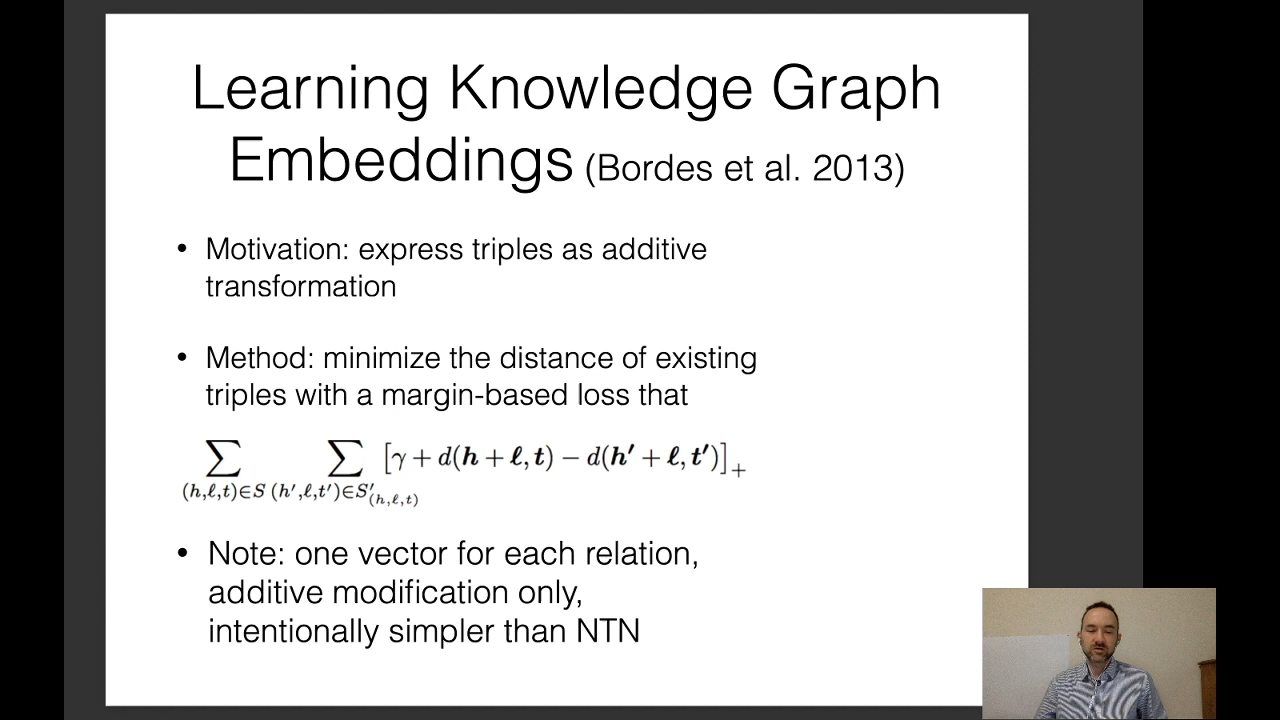 Learning Knowledge Graph
Embeddings (Bordes et al. 2013)
• Motivation: express triples as additive
transformation
• Method: minimize the distance of existing
triples with a margin-based loss that
∑ ∑ [γ + d(h + ℓ, t) − d(h′ + ℓ, t′)]₊
(h,ℓ,t)∈S (h′,ℓ,t′)∈S′(h,ℓ,t)
• Note: one vector for each relation,
additive modification only,
intentionally simpler than NTN